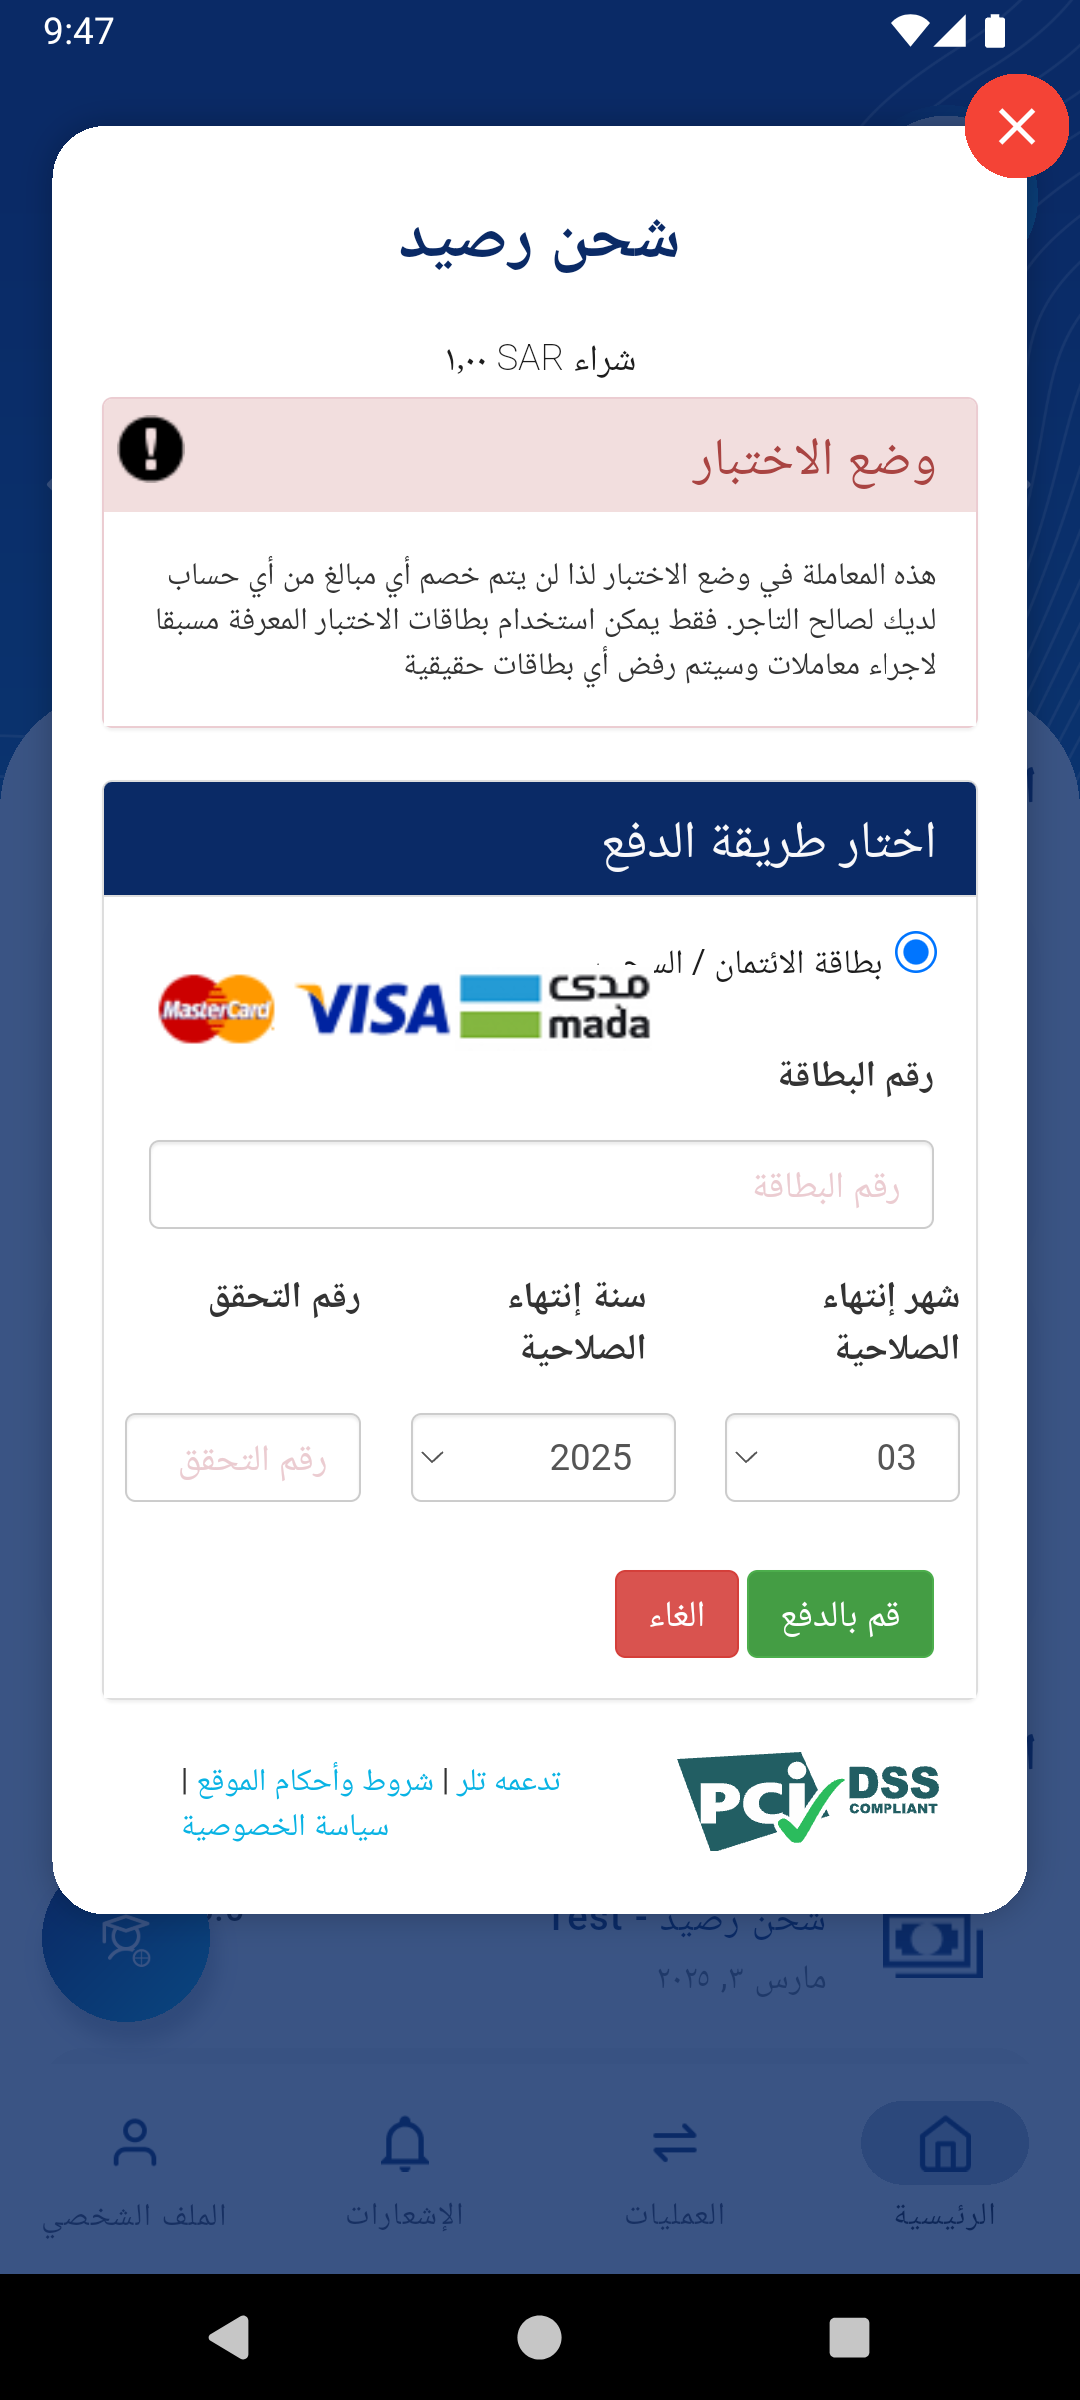 9:47
شحن رصيد
شراء SAR ١,٠٠
وضع الاختبار
هذه المعاملة في وضع الاختبار لذا لن يتم خصم أي مبالغ من أي حساب
لديك لصالح التاجر. فقط يمكن استخدام بطاقات الاختبار المعرفة مسبقا
لاجراء معاملات وسيتم رفض أي بطاقات حقيقية
اختار طريقة الدفع
بطاقة الائتمان /
MasterCard VISA مدى mada
رقم البطاقة
رقم البطاقة
شهر إنتهاء الصلاحية
سنة إنتهاء الصلاحية
رقم التحقق
03
2025
رقم التحقق
قم بالدفع
الغاء
PCi DSS COMPLIANT
تدعمه تلر | شروط وأحكام الموقع |
سياسة الخصوصية
شحن رصيد - Test
مارس ٣, ٢٠٢٥
الرئيسية
العمليات
الإشعارات
الملف الشخصي